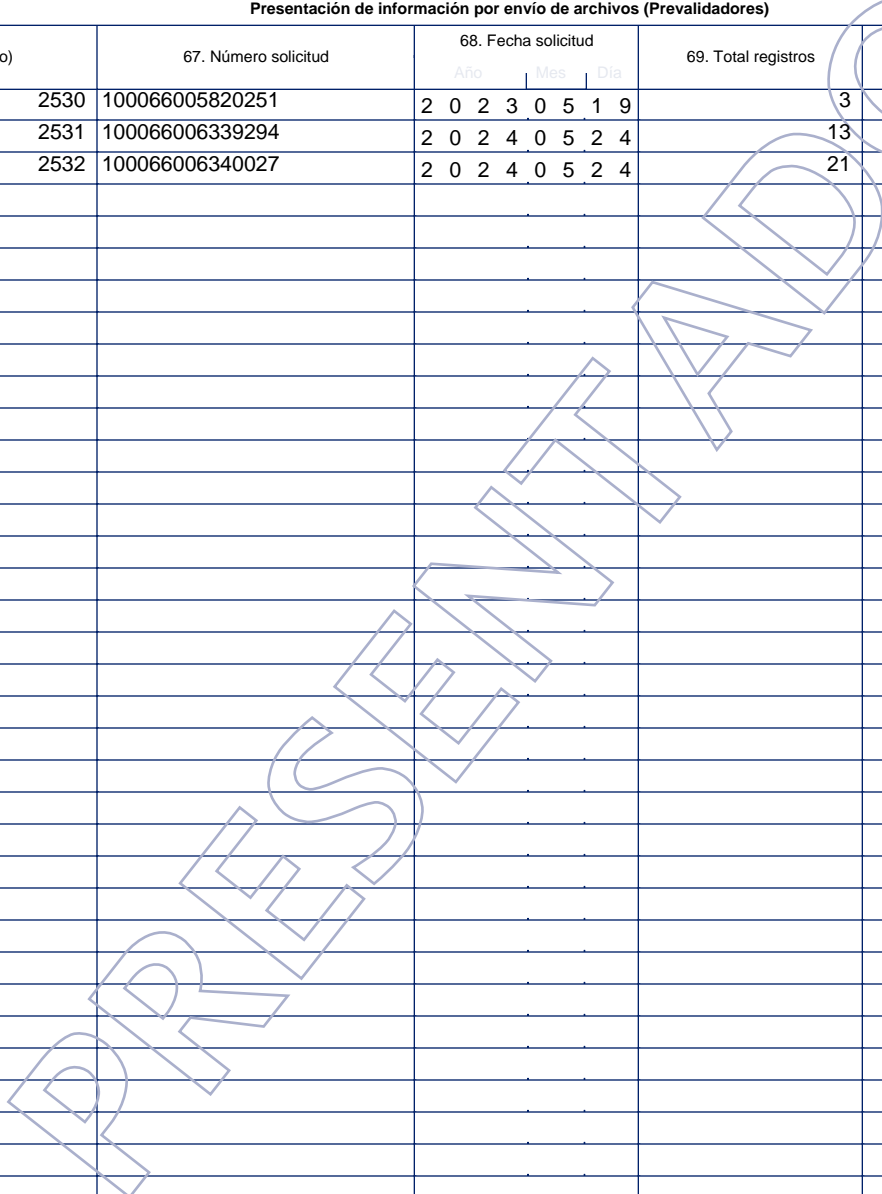 Presentación de información por envío de archivos (Prevalidadores)
o) 67. Número solicitud 68. Fecha solicitud 69. Total registros
Año Mes Día
2530 100066005820251 2 0 2 3 0 5 1 9 3
2531 100066006339294 2 0 2 4 0 5 2 4 13
2532 100066006340027 2 0 2 4 0 5 2 4 21
PRESENTADO